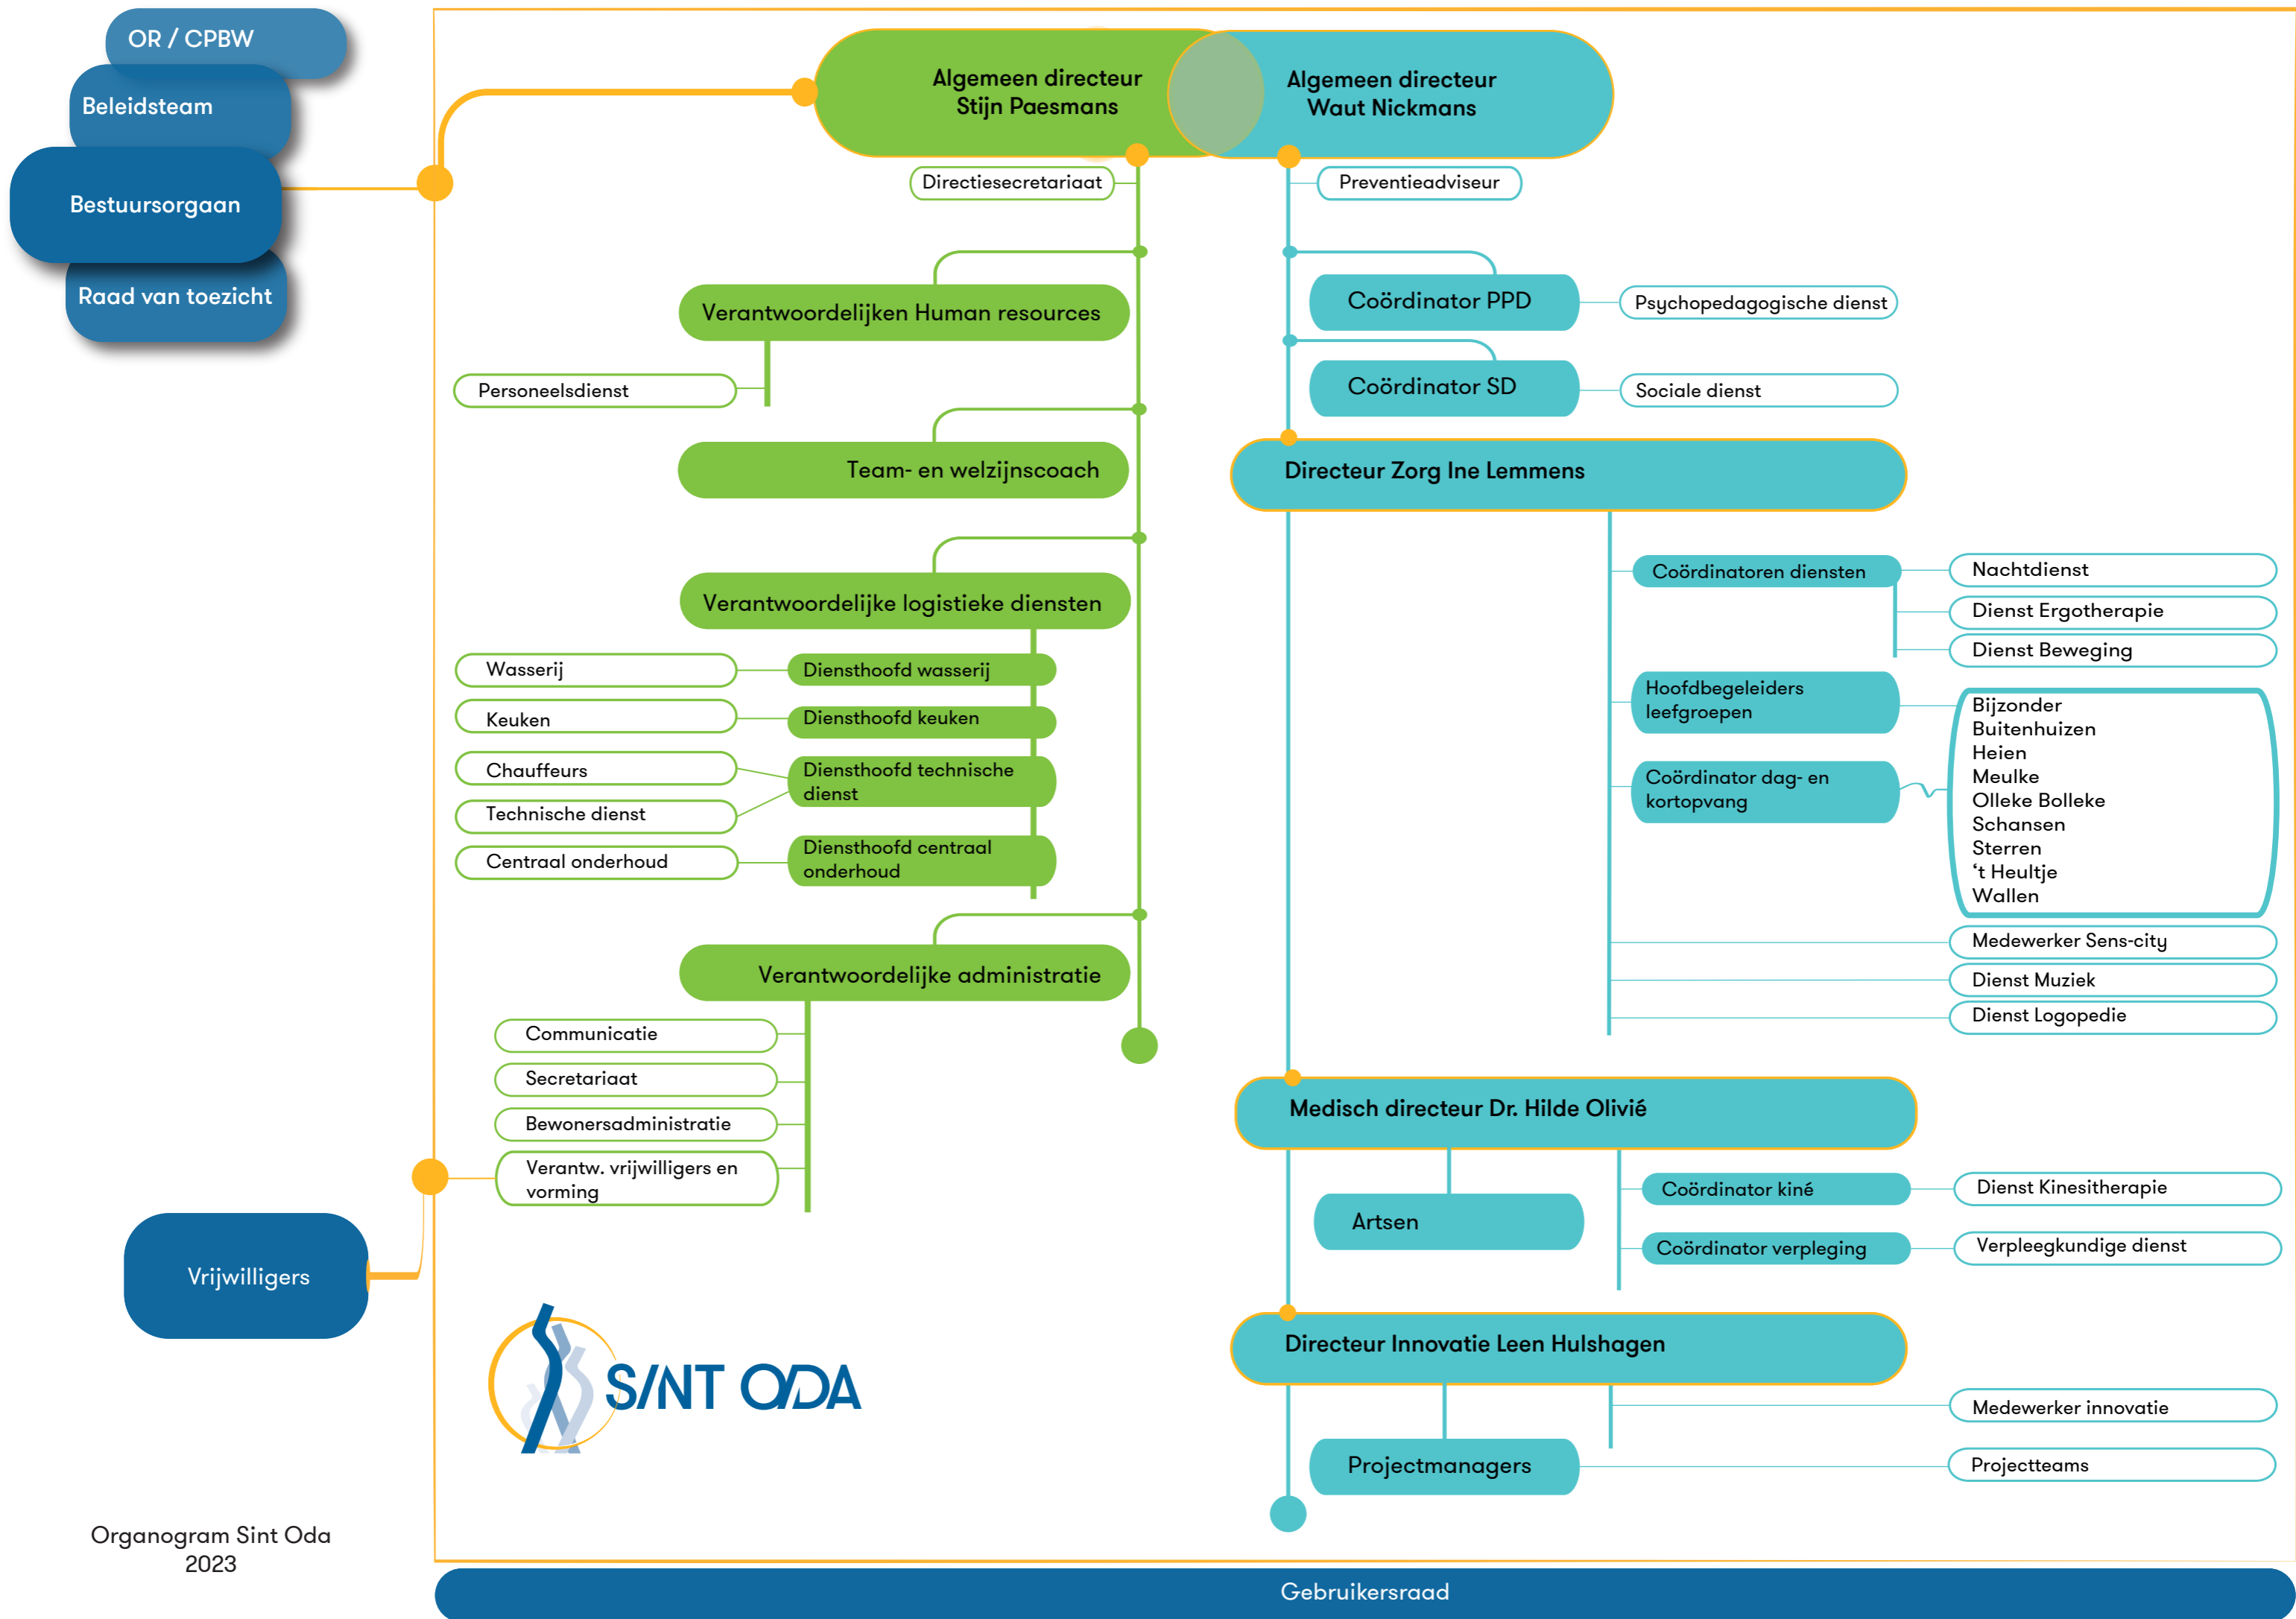 OR / CPBW
Beleidsteam
Bestuursorgaan
Raad van toezicht
Algemeen directeur
Stijn Paesmans
Algemeen directeur
Waut Nickmans
Directiesecretariaat
Preventieadviseur
Verantwoordelijken Human resources
Personeelsdienst
Team- en welzijnscoach
Verantwoordelijke logistieke diensten
Wasserij
Diensthoofd wasserij
Keuken
Diensthoofd keuken
Chauffeurs
Technische dienst
Diensthoofd technische
dienst
Centraal onderhoud
Diensthoofd centraal
onderhoud
Verantwoordelijke administratie
Communicatie
Secretariaat
Bewonersadministratie
Verantw. vrijwilligers en
vorming
Vrijwilligers
Coördinator PPD
Psychopedagogische dienst
Coördinator SD
Sociale dienst
Directeur Zorg Ine Lemmens
Coördinatoren diensten
Nachtdienst
Dienst Ergotherapie
Dienst Beweging
Hoofdbegeleiders
leefgroepen
Coördinator dag- en
kortopvang
Bijzonder
Buitenhuizen
Heien
Meulke
Olleke Bolleke
Schansen
Sterren
‘t Heultje
Wallen
Medewerker Sens-city
Dienst Muziek
Dienst Logopedie
Medisch directeur Dr. Hilde Olivié
Artsen
Coördinator kiné
Dienst Kinesitherapie
Coördinator verpleging
Verpleegkundige dienst
Directeur Innovatie Leen Hulshagen
Medewerker innovatie
Projectmanagers
Projectteams
SINT ODA
Organogram Sint Oda
2023
Gebruikersraad